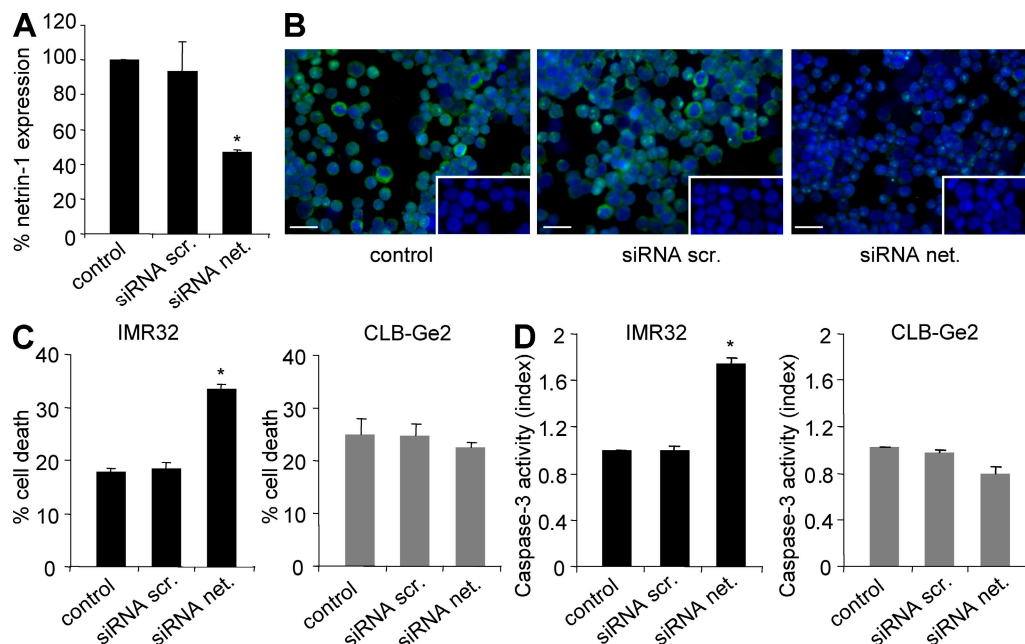 A
% netrin-1 expression
120
100
80
60
40
20
0
*
control
siRNA scr.
siRNA net.
B
control
siRNA scr.
siRNA net.
C
IMR32
% cell death
40
30
20
10
0
*
control
siRNA scr.
siRNA net.
CLB-Ge2
% cell death
40
30
20
10
0
control
siRNA scr.
siRNA net.
D
IMR32
Caspase-3 activity (index)
2
1.6
1.2
0.8
0.4
0
*
control
siRNA scr.
siRNA net.
CLB-Ge2
Caspase-3 activity (index)
2
1.6
1.2
0.8
0.4
0
control
siRNA scr.
siRNA net.